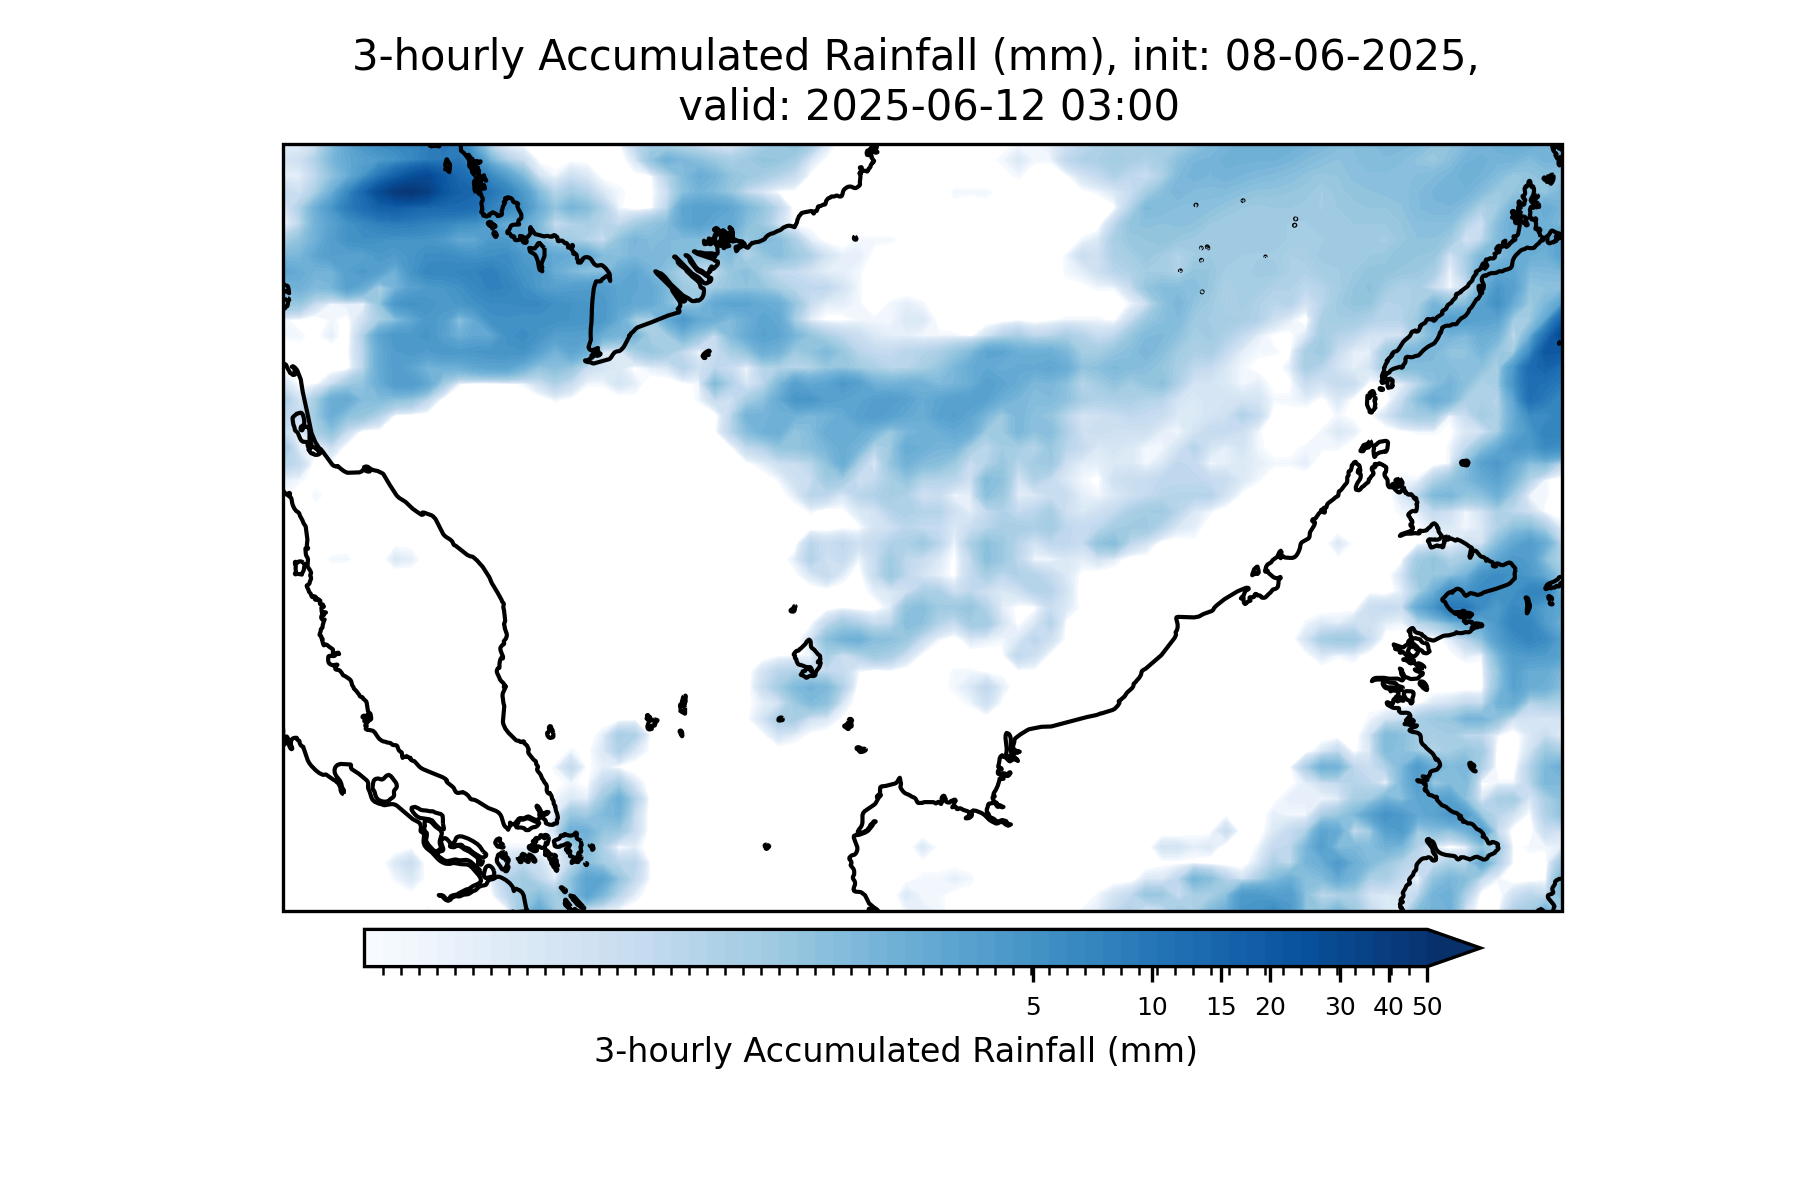 3-hourly Accumulated Rainfall (mm), init: 08-06-2025,
valid: 2025-06-12 03:00
5 10 15 20 30 40 50
3-hourly Accumulated Rainfall (mm)